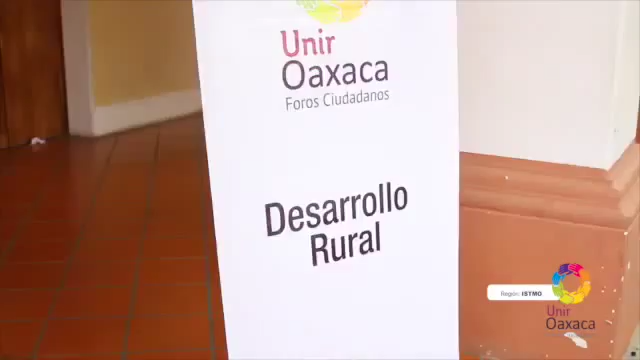 Unir
Oaxaca
Foros Ciudadanos
Desarrollo
Rural
Región: ISTMO
Unir
Oaxaca